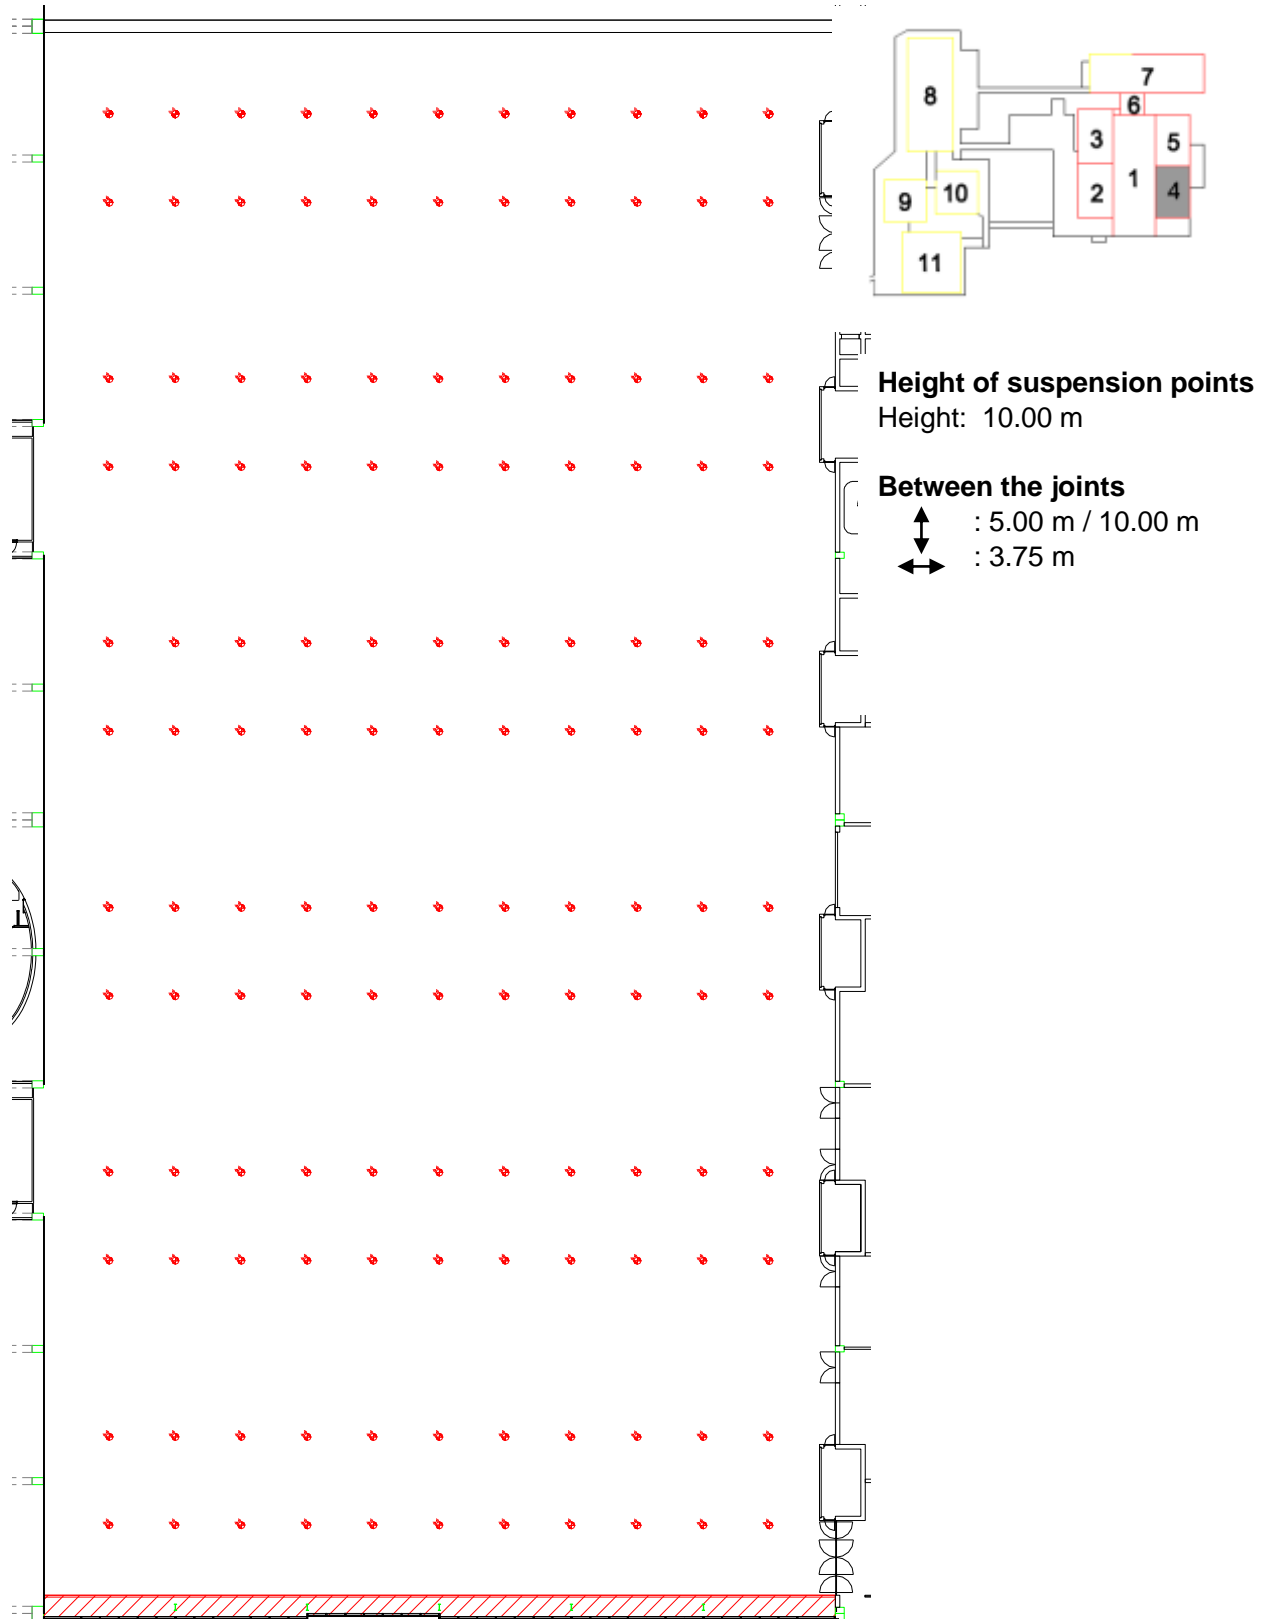 7
8
6
3
5
1
10
2
4
9
11
Height of suspension points
Height: 10.00 m
Between the joints
: 5.00 m / 10.00 m
: 3.75 m